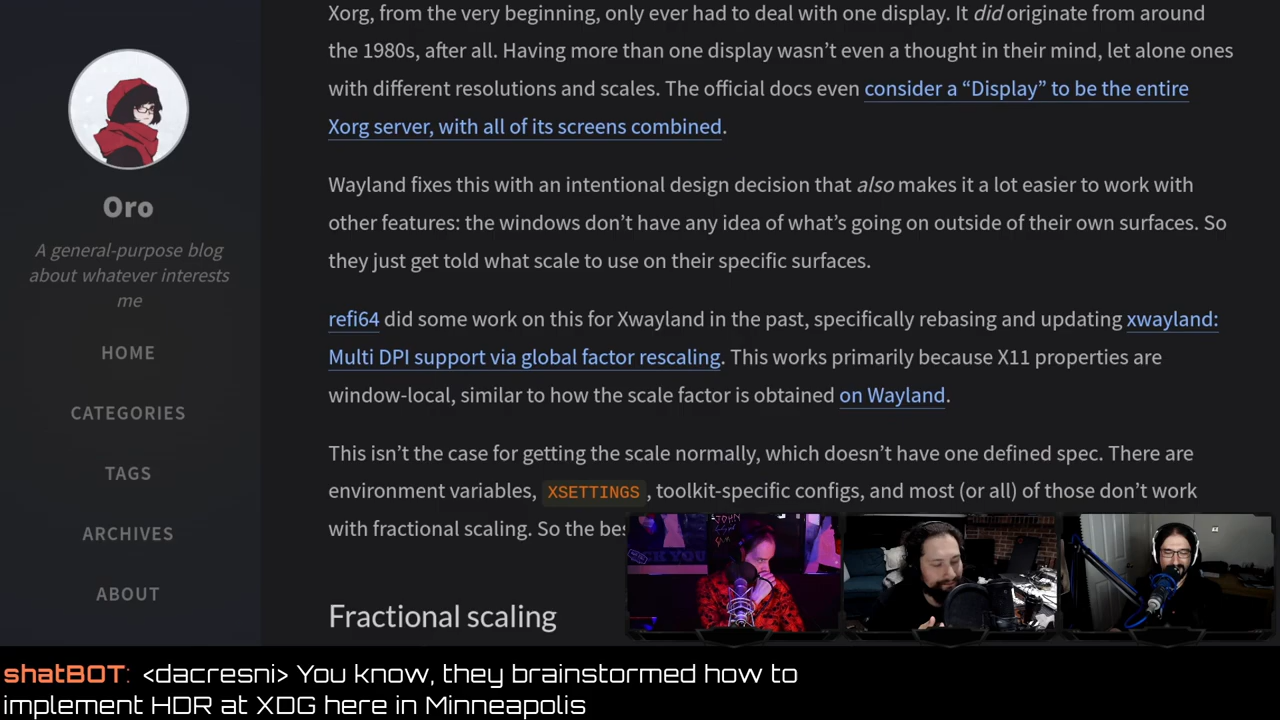 Xorg, from the very beginning, only ever had to deal with one display. It did originate from around
the 1980s, after all. Having more than one display wasn’t even a thought in their mind, let alone ones
with different resolutions and scales. The official docs even consider a “Display” to be the entire
Xorg server, with all of its screens combined.
Wayland fixes this with an intentional design decision that also makes it a lot easier to work with
other features: the windows don’t have any idea of what’s going on outside of their own surfaces. So
they just get told what scale to use on their specific surfaces.
refi64 did some work on this for Xwayland in the past, specifically rebasing and updating xwayland:
Multi DPI support via global factor rescaling. This works primarily because X11 properties are
window-local, similar to how the scale factor is obtained on Wayland.
This isn’t the case for getting the scale normally, which doesn’t have one defined spec. There are
environment variables, XSETTINGS, toolkit-specific configs, and most (or all) of those don’t work
with fractional scaling. So the bes
Fractional scaling
Oro
A general-purpose blog
about whatever interests
me
HOME
CATEGORIES
TAGS
ARCHIVES
ABOUT
JOHN
shatBOT: <dacresni> You know, they brainstormed how to
implement HDR at XDG here in Minneapolis